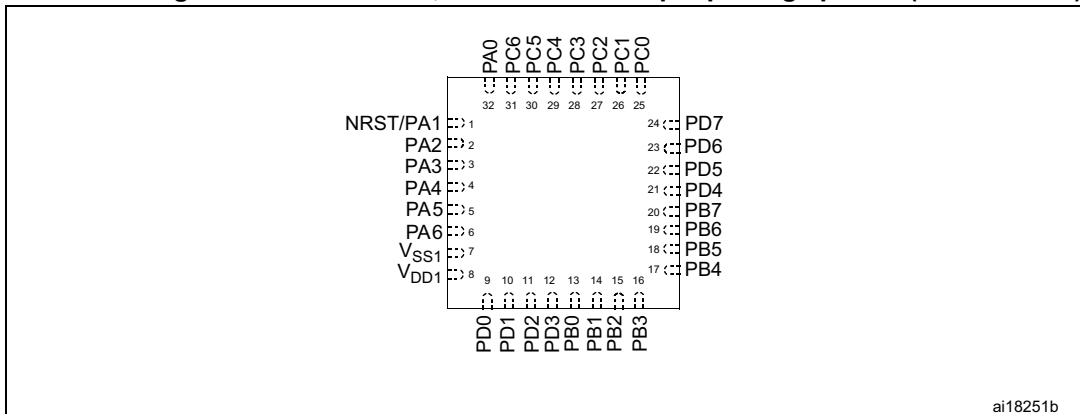 PA0 PC6 PC5 PC4 PC3 PC2 PC1 PC0
32 31 30 29 28 27 26 25
NRST/PA1 1 24 PD7
PA2 2 23 PD6
PA3 3 22 PD5
PA4 4 21 PD4
PA5 5 20 PB7
PA6 6 19 PB6
VSS1 7 18 PB5
VDD1 8 17 PB4
9 10 11 12 13 14 15 16
PD0 PD1 PD2 PD3 PB0 PB1 PB2 PB3
ai18251b